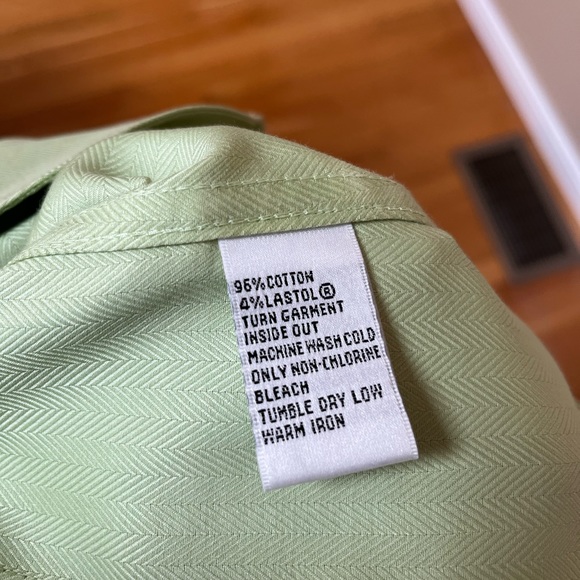 96%COTTON
4%LASTOL®
TURN GARMENT
INSIDE OUT
MACHINE WASH COLD
ONLY NON-CHLORINE
BLEACH
TUMBLE DRY LOW
WARM IRON